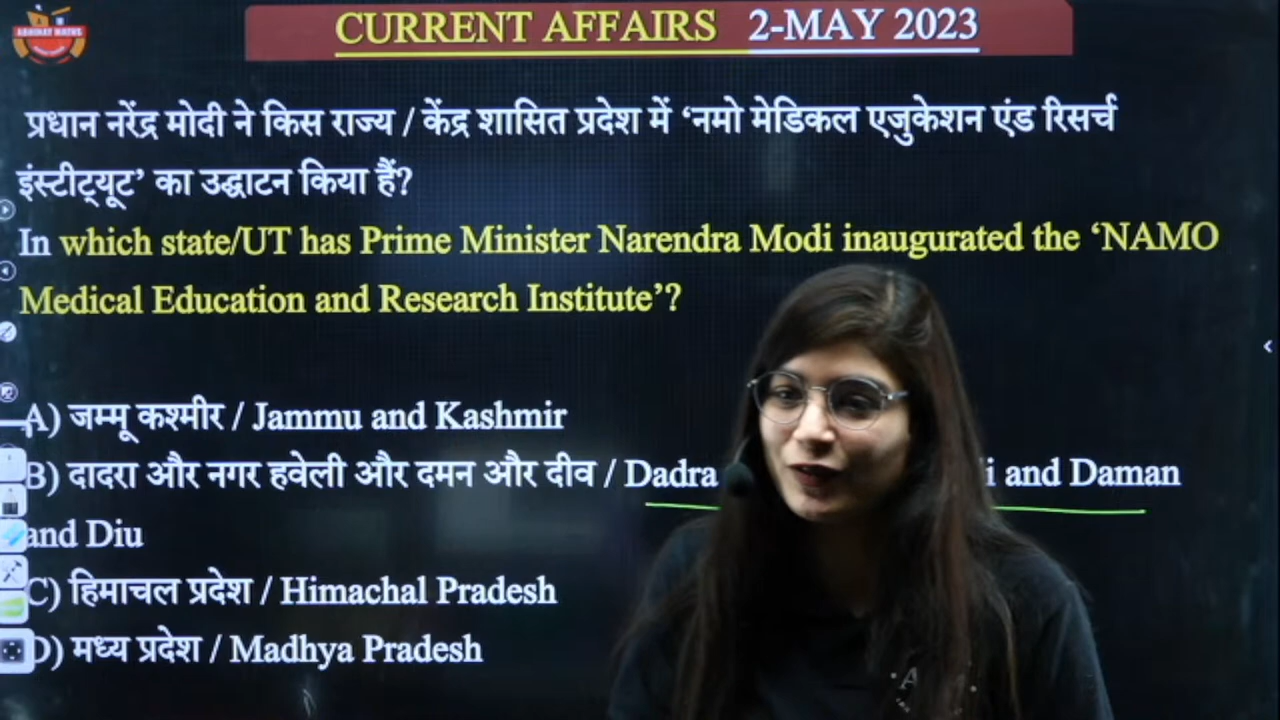 ABHINAY MATHS
CURRENT AFFAIRS 2-MAY 2023
प्रधान नरेंद्र मोदी ने किस राज्य / केंद्र शासित प्रदेश में ‘नमो मेडिकल एजुकेशन एंड रिसर्च
इंस्टीट्यूट’ का उद्घाटन किया हैं?
In which state/UT has Prime Minister Narendra Modi inaugurated the ‘NAMO
Medical Education and Research Institute’?
A) जम्मू कश्मीर / Jammu and Kashmir
B) दादरा और नगर हवेली और दमन और दीव / Dadra i and Daman
and Diu
C) हिमाचल प्रदेश / Himachal Pradesh
D) मध्य प्रदेश / Madhya Pradesh